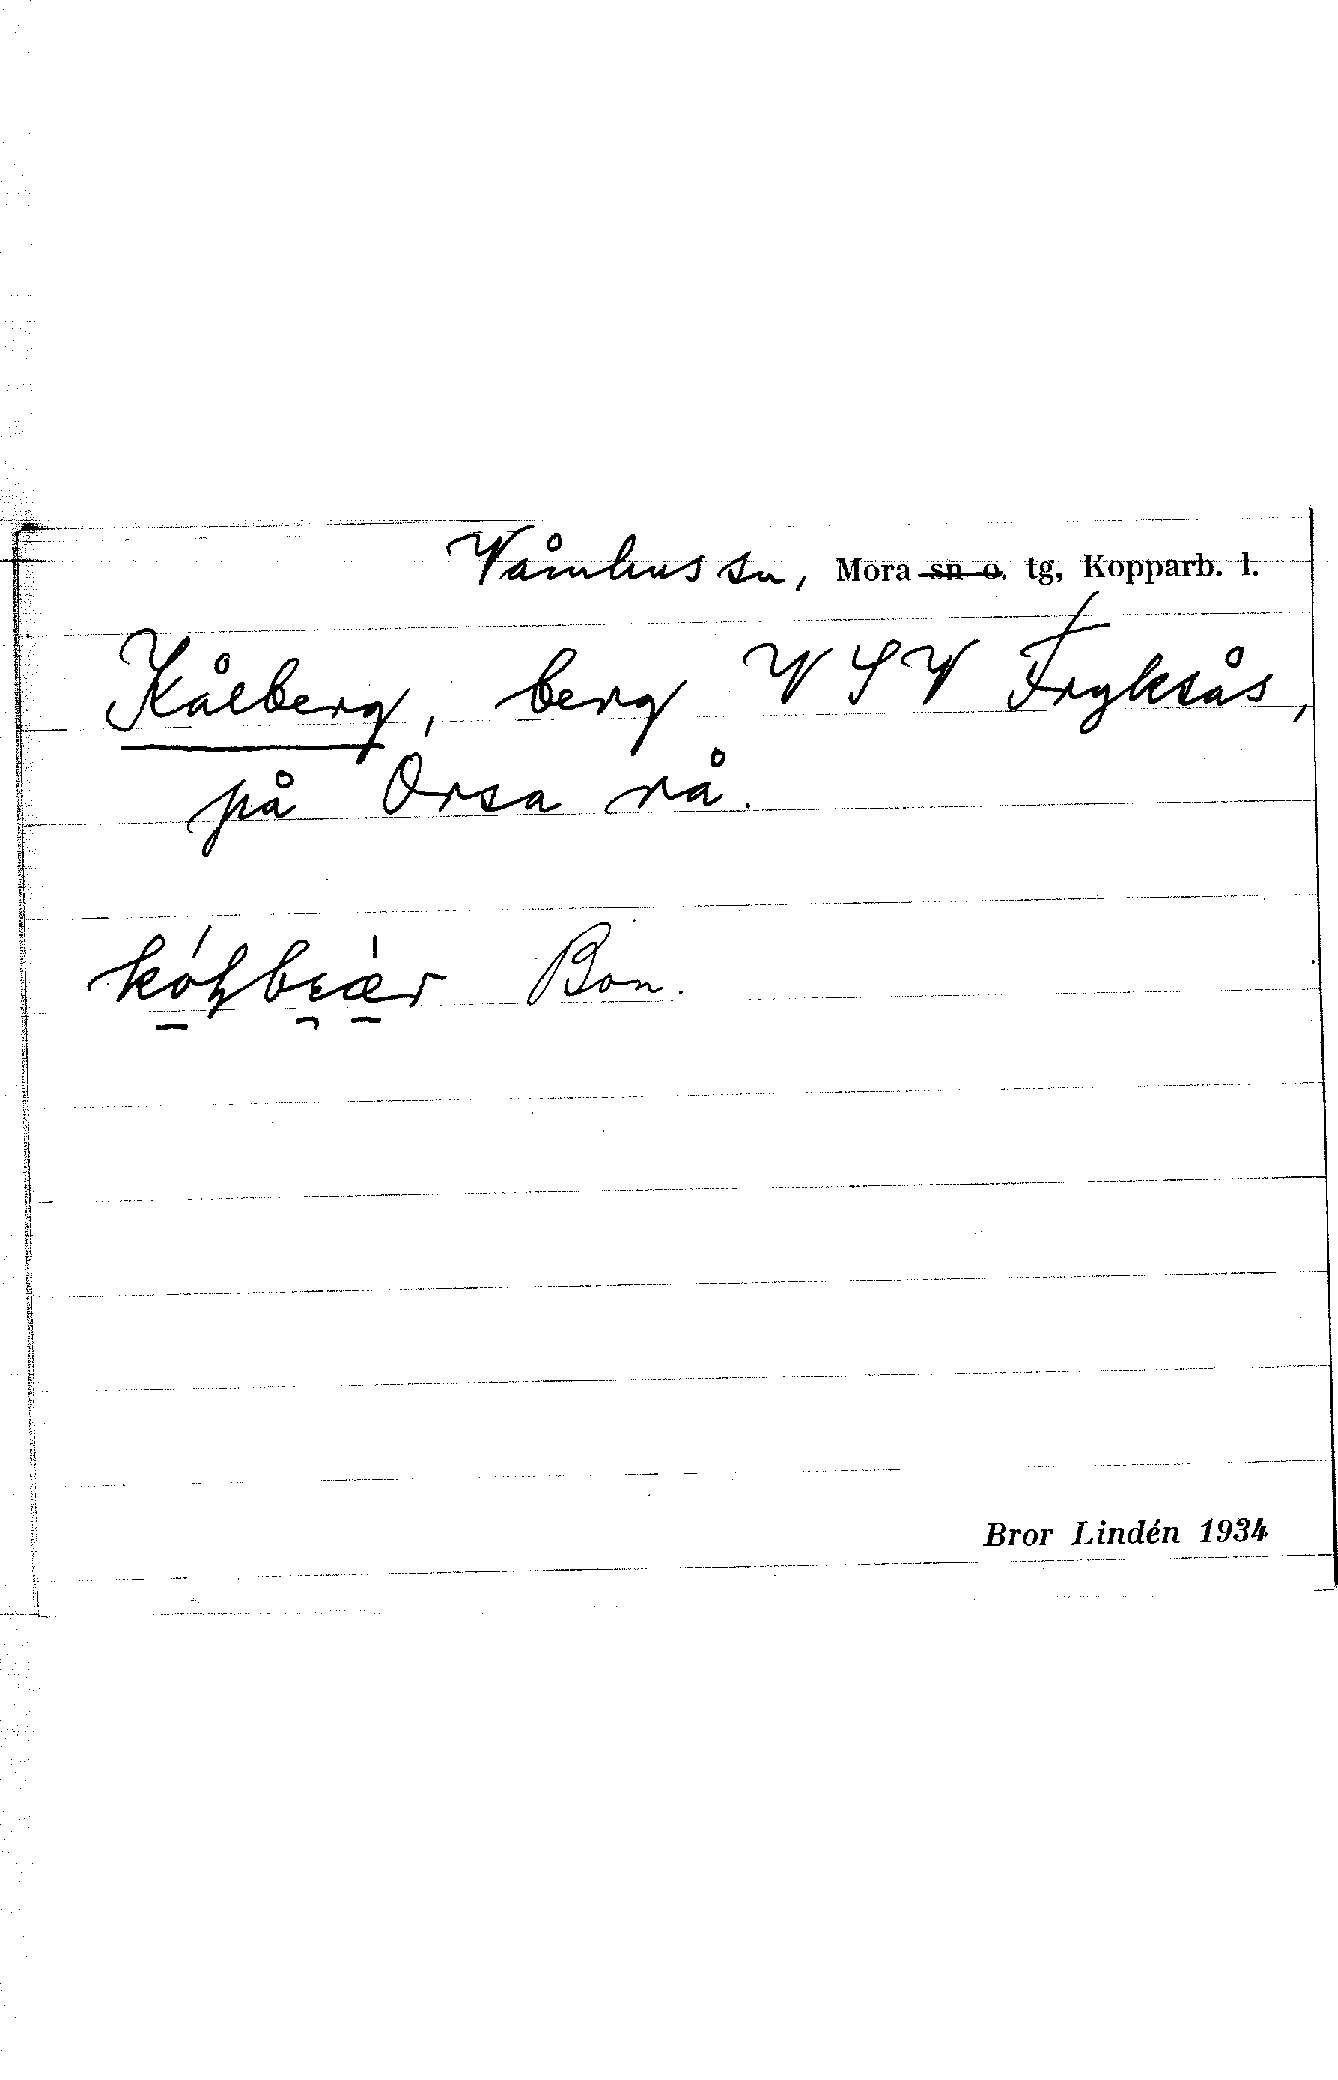 Våmhus sn, Mora sn o. tg, Kopparb. l.
Kålberg, berg VSV Fryksås,
på Orsa rå.
Bon.
Bror Lindén 1934